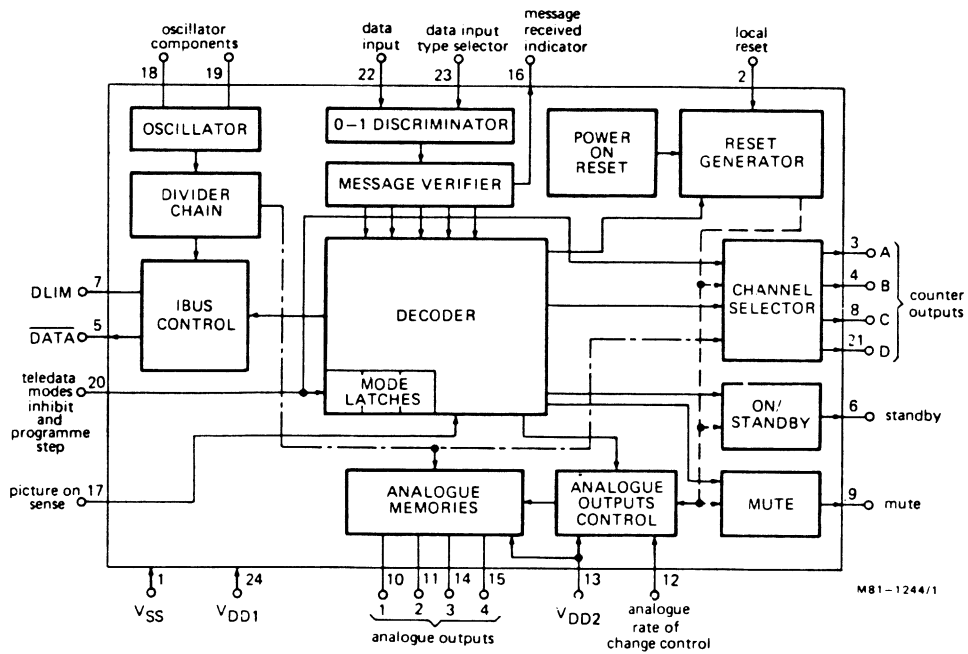 oscillator
components
18
19
data
input
22
data input
type selector
23
message
received
indicator
16
local
reset
2
OSCILLATOR
0–1 DISCRIMINATOR
POWER
ON
RESET
RESET
GENERATOR
DIVIDER
CHAIN
MESSAGE VERIFIER
DLIM
7
DATA
5
IBUS
CONTROL
DECODER
MODE
LATCHES
CHANNEL
SELECTOR
3
A
4
B
8
C
21
D
counter
outputs
teledata
modes
inhibit
and
programme
step
20
ON/
STANDBY
6
standby
picture on
sense
17
ANALOGUE
MEMORIES
ANALOGUE
OUTPUTS
CONTROL
MUTE
9
mute
1
VSS
24
VDD1
10
11
14
15
1
2
3
4
analogue outputs
13
VDD2
12
analogue
rate of
change control
M81–1244/1